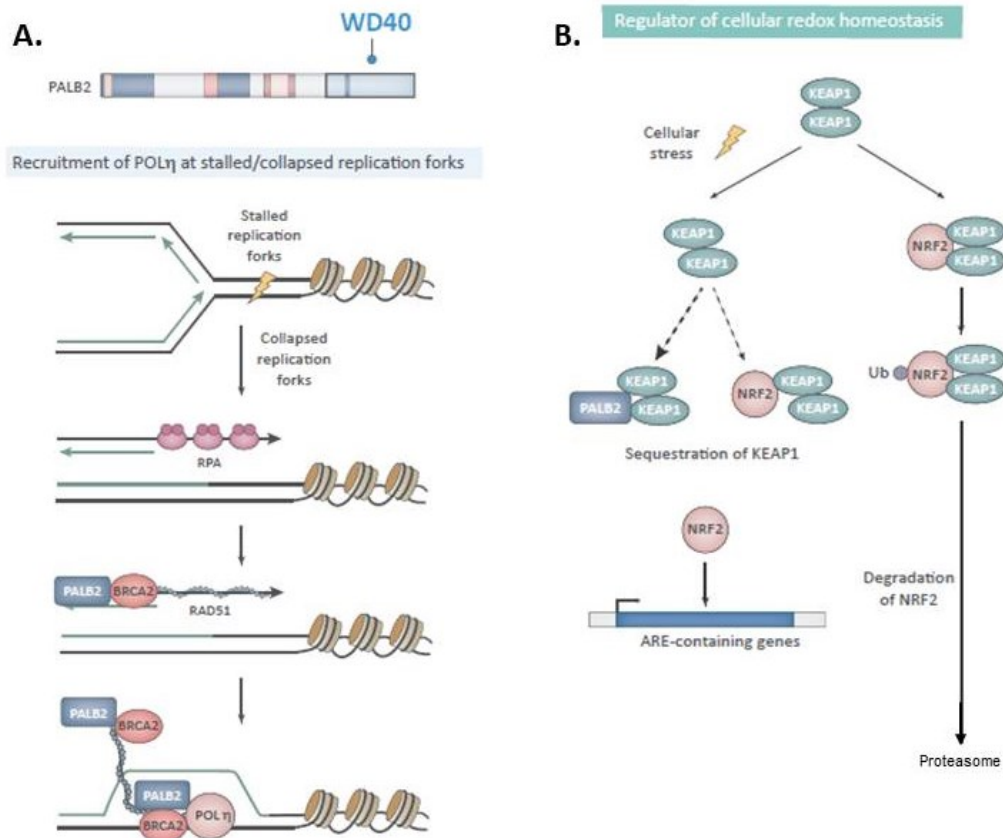 A.
WD40
PALB2
Recruitment of POLη at stalled/collapsed replication forks
Stalled
replication
forks
Collapsed
replication
forks
RPA
PALB2
BRCA2
RAD51
PALB2
BRCA2
PALB2
BRCA2
POL η
B.
Regulator of cellular redox homeostasis
KEAP1
KEAP1
Cellular
stress
KEAP1
KEAP1
NRF2
KEAP1
KEAP1
PALB2
KEAP1
KEAP1
NRF2
KEAP1
KEAP1
Ub
NRF2
KEAP1
KEAP1
Sequestration of KEAP1
NRF2
ARE-containing genes
Degradation
of NRF2
Proteasome